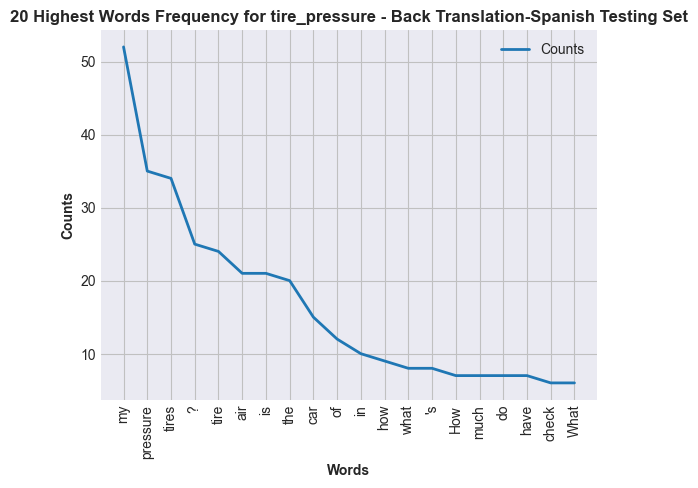 20 Highest Words Frequency for tire_pressure - Back Translation-Spanish Testing Set
Counts
50
40
30
20
10
Counts
my
pressure
tires
?
tire
air
is
the
car
of
in
how
what
's
How
much
do
have
check
What
Words